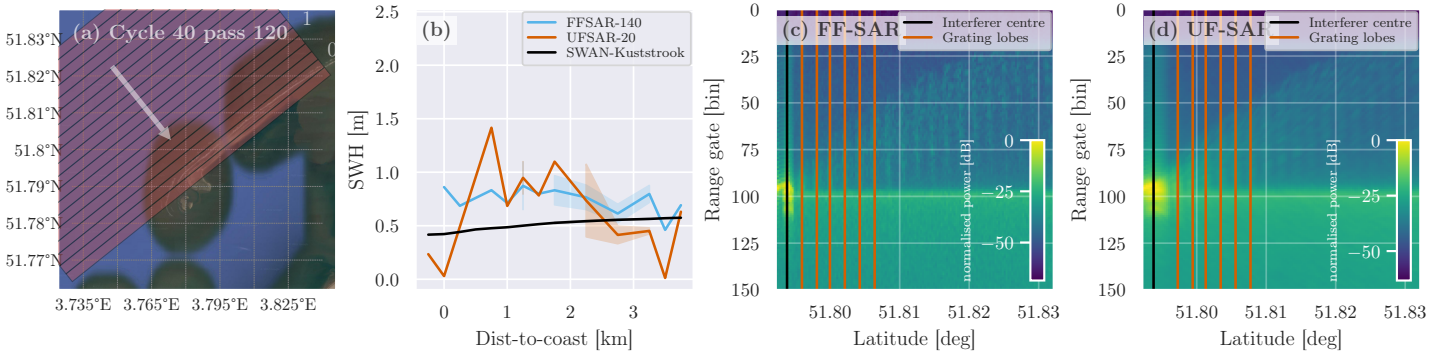 (a) Cycle 40 pass 120
1
0
51.83°N
51.82°N
51.81°N
51.8°N
51.79°N
51.78°N
51.77°N
3.735°E 3.765°E 3.795°E 3.825°E
(b)
FFSAR-140
UFSAR-20
SWAN-Kuststrook
SWH [m]
2.5
2.0
1.5
1.0
0.5
0.0
0 1 2 3
Dist-to-coast [km]
(c) FF-SAR
Interferer centre
Grating lobes
Range gate [bin]
0
25
50
75
100
125
150
normalised power [dB]
0
−25
−50
51.80 51.81 51.82 51.83
Latitude [deg]
(d) UF-SAR
Interferer centre
Grating lobes
Range gate [bin]
0
25
50
75
100
125
150
normalised power [dB]
0
−25
−50
51.80 51.81 51.82 51.83
Latitude [deg]